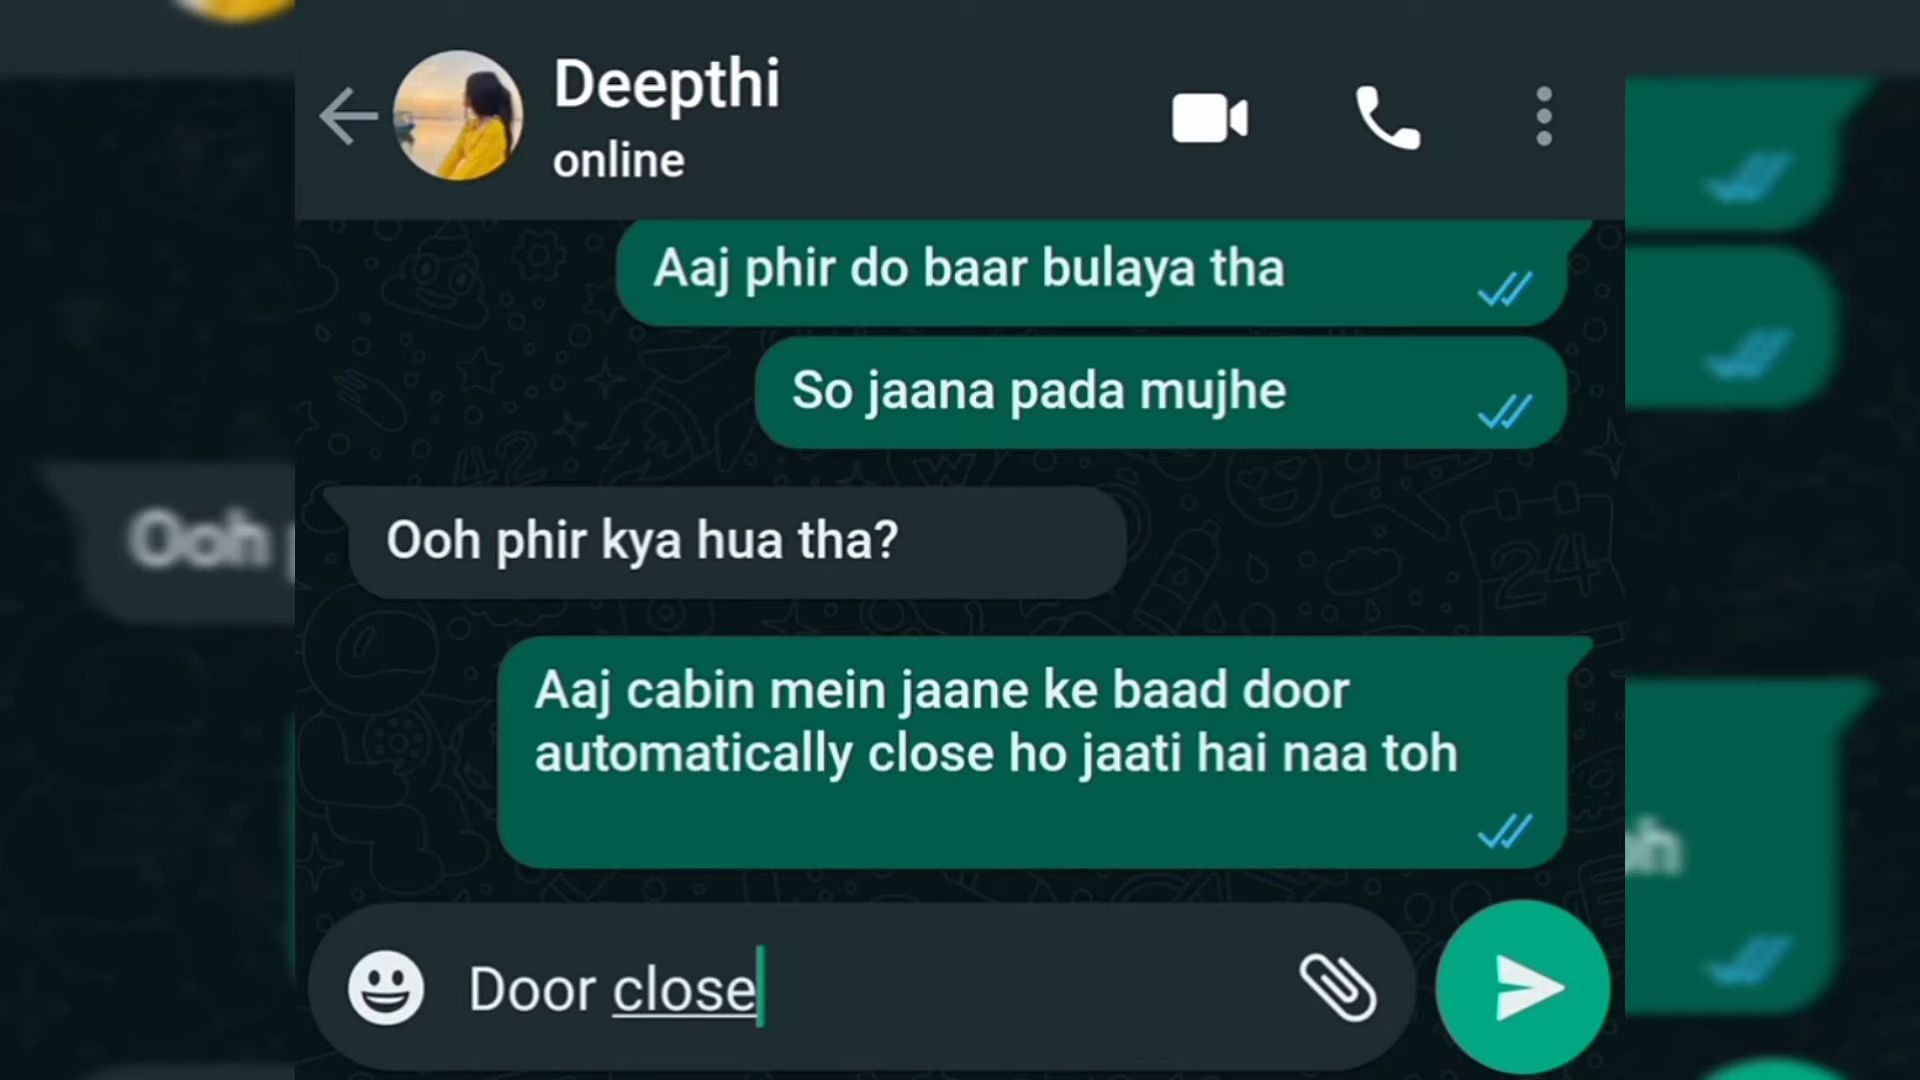 Deepthi
online
Aaj phir do baar bulaya tha
So jaana pada mujhe
Ooh phir kya hua tha?
Aaj cabin mein jaane ke baad door
automatically close ho jaati hai naa toh
Door close